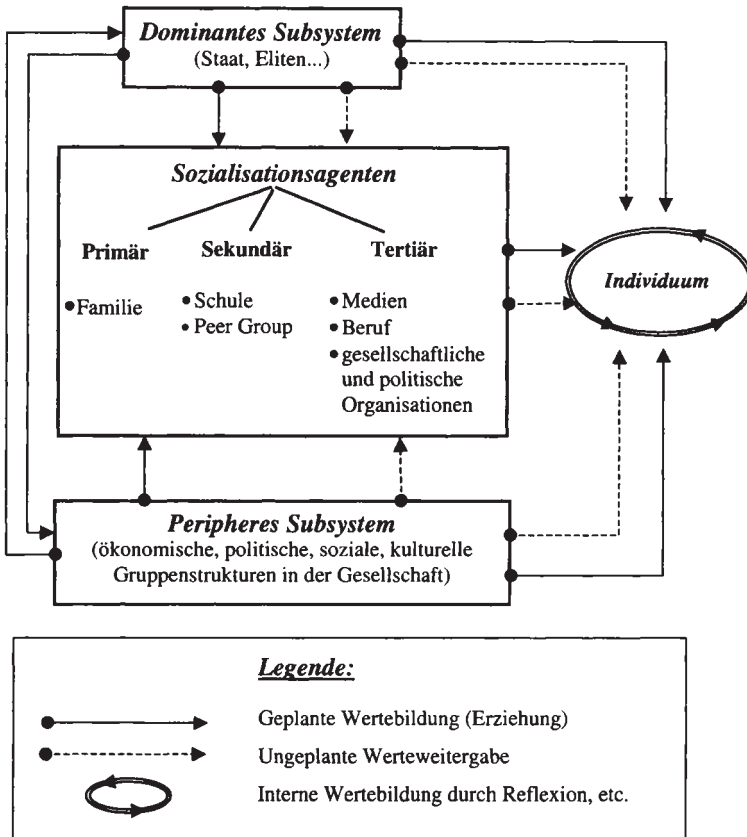 Dominantes Subsystem
(Staat, Eliten...)
Sozialisationsagenten
Primär Sekundär Tertiär
• Familie
• Schule
• Peer Group
• Medien
• Beruf
• gesellschaftliche
und politische
Organisationen
Individuum
Peripheres Subsystem
(ökonomische, politische, soziale, kulturelle
Gruppenstrukturen in der Gesellschaft)
Legende:
Geplante Wertebildung (Erziehung)
Ungeplante Werteweitergabe
Interne Wertebildung durch Reflexion, etc.